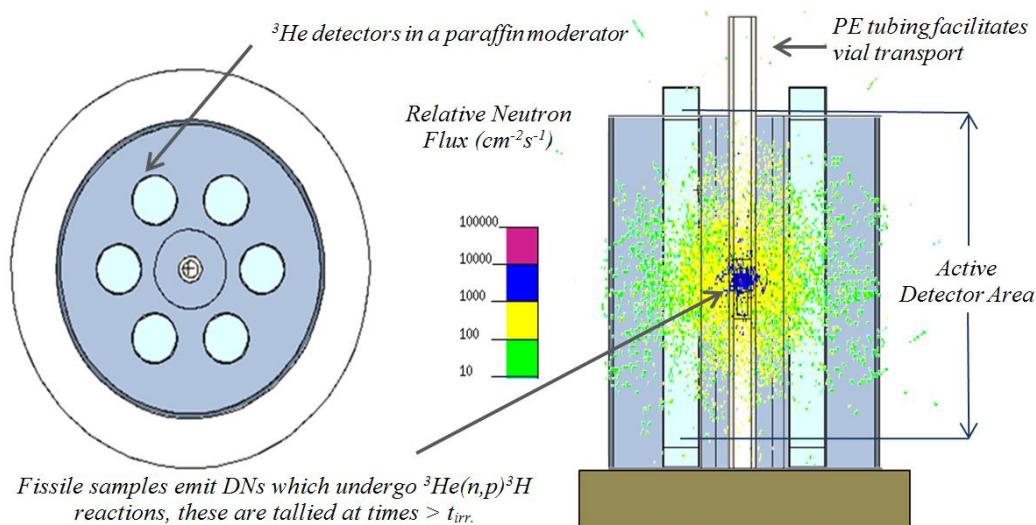 ³He detectors in a paraffin moderator
PE tubing facilitates
vial transport
Relative Neutron
Flux (cm⁻²s⁻¹)
100000
10000
1000
100
10
Active
Detector Area
Fissile samples emit DNs which undergo ³He(n,p)³H
reactions, these are tallied at times > t_irr.